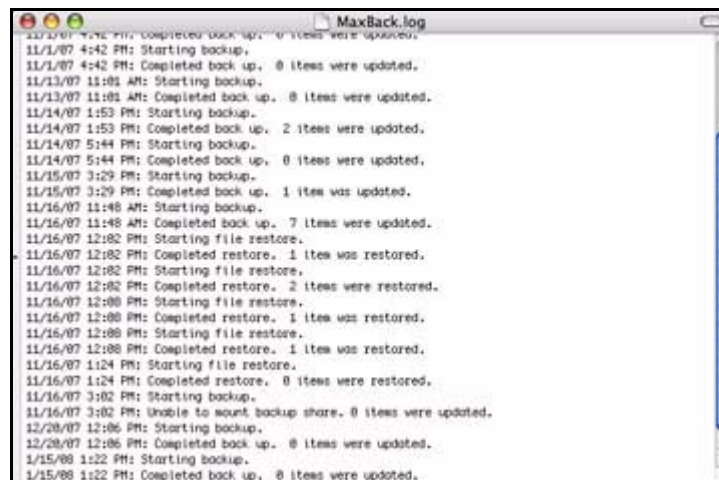 MaxBack.log
11/1/07 4:42 PM: Completed back up. 0 items were updated.
11/1/07 4:42 PM: Starting backup.
11/1/07 4:42 PM: Completed back up. 0 items were updated.
11/13/07 11:01 AM: Starting backup.
11/13/07 11:01 AM: Completed back up. 0 items were updated.
11/14/07 1:53 PM: Starting backup.
11/14/07 1:53 PM: Completed back up. 2 items were updated.
11/14/07 5:44 PM: Starting backup.
11/14/07 5:44 PM: Completed back up. 0 items were updated.
11/15/07 3:29 PM: Starting backup.
11/15/07 3:29 PM: Completed back up. 1 item was updated.
11/16/07 11:48 AM: Starting backup.
11/16/07 11:48 AM: Completed back up. 7 items were updated.
11/16/07 12:02 PM: Starting file restore.
11/16/07 12:02 PM: Completed restore. 1 item was restored.
11/16/07 12:02 PM: Starting file restore.
11/16/07 12:02 PM: Completed restore. 2 items were restored.
11/16/07 12:08 PM: Starting file restore.
11/16/07 12:08 PM: Completed restore. 1 item was restored.
11/16/07 12:08 PM: Starting file restore.
11/16/07 12:08 PM: Completed restore. 1 item was restored.
11/16/07 1:24 PM: Starting file restore.
11/16/07 1:24 PM: Completed restore. 0 items were restored.
11/16/07 3:02 PM: Starting backup.
11/16/07 3:02 PM: Unable to mount backup share. 0 items were updated.
12/20/07 12:06 PM: Starting backup.
12/20/07 12:06 PM: Completed back up. 0 items were updated.
1/15/08 1:22 PM: Starting backup.
1/15/08 1:22 PM: Completed back up. 0 items were updated.